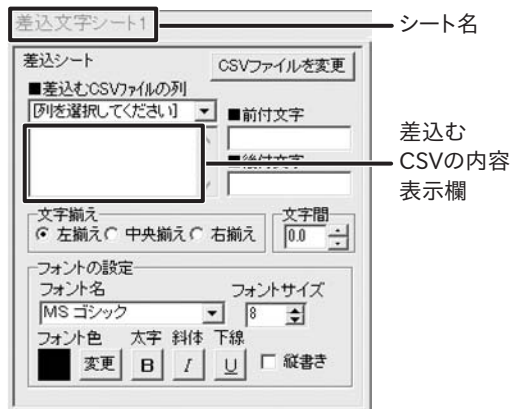 差込文字シート1
シート名
差込シート
CSVファイルを変更
■差込むCSVファイルの列
[列を選択してください]
■前付文字
■後付文字
差込む
CSVの内容
表示欄
文字揃え
左揃え 中央揃え 右揃え
文字間
0.0
フォントの設定
フォント名
フォントサイズ
MS ゴシック
8
フォント色 太字 斜体 下線
変更 B I U 縦書き